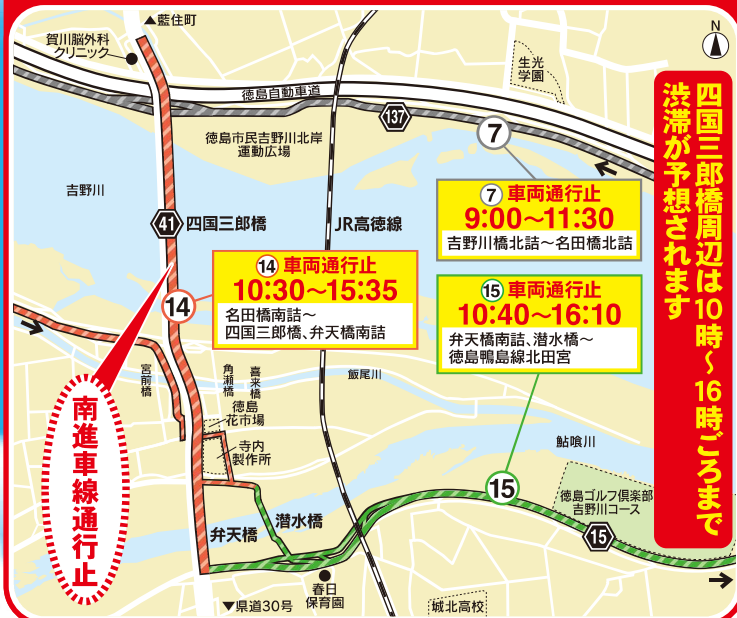 ▲藍住町
賀川脳外科
クリニック
N
生光
学園
徳島自動車道
137
徳島市民吉野川北岸
運動広場
⑦
四国三郎橋周辺は10時～16時ごろまで
渋滞が予想されます
吉野川
⑦ 車両通行止
9:00～11:30
吉野川橋北詰～名田橋北詰
41
四国三郎橋
JR高徳線
⑭ 車両通行止
10:30～15:35
名田橋南詰～
四国三郎橋、弁天橋南詰
⑭
⑮ 車両通行止
10:40～16:10
弁天橋南詰、潜水橋～
徳島鴨島線北田宮
宮前橋
角瀬橋
喜来橋
飯尾川
南進車線通行止
徳島
花市場
寺内
製作所
鮎喰川
⑮
徳島ゴルフ倶楽部
吉野川コース
15
弁天橋
潜水橋
春日
保育園
▼県道30号
城北高校